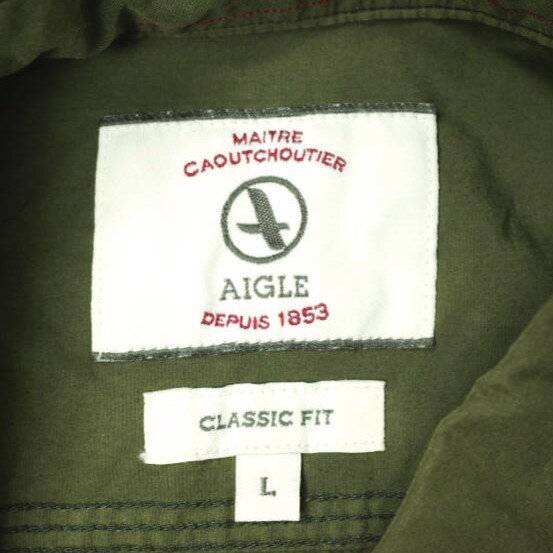 MAITRE
CAOUTCHOUTIER
AIGLE
DEPUIS 1853
CLASSIC FIT
L